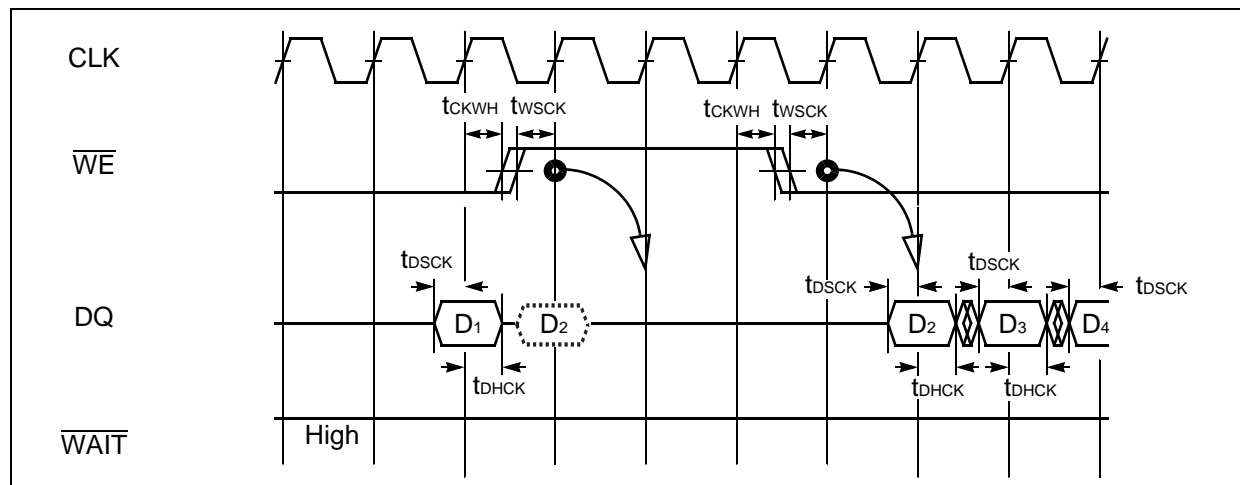 CLK
tCKWH tWSCK tCKWH tWSCK
WE
tDSCK tDSCK tDSCK tDSCK
DQ D1 D2 D2 D3 D4
tDHCK tDHCK tDHCK
WAIT High